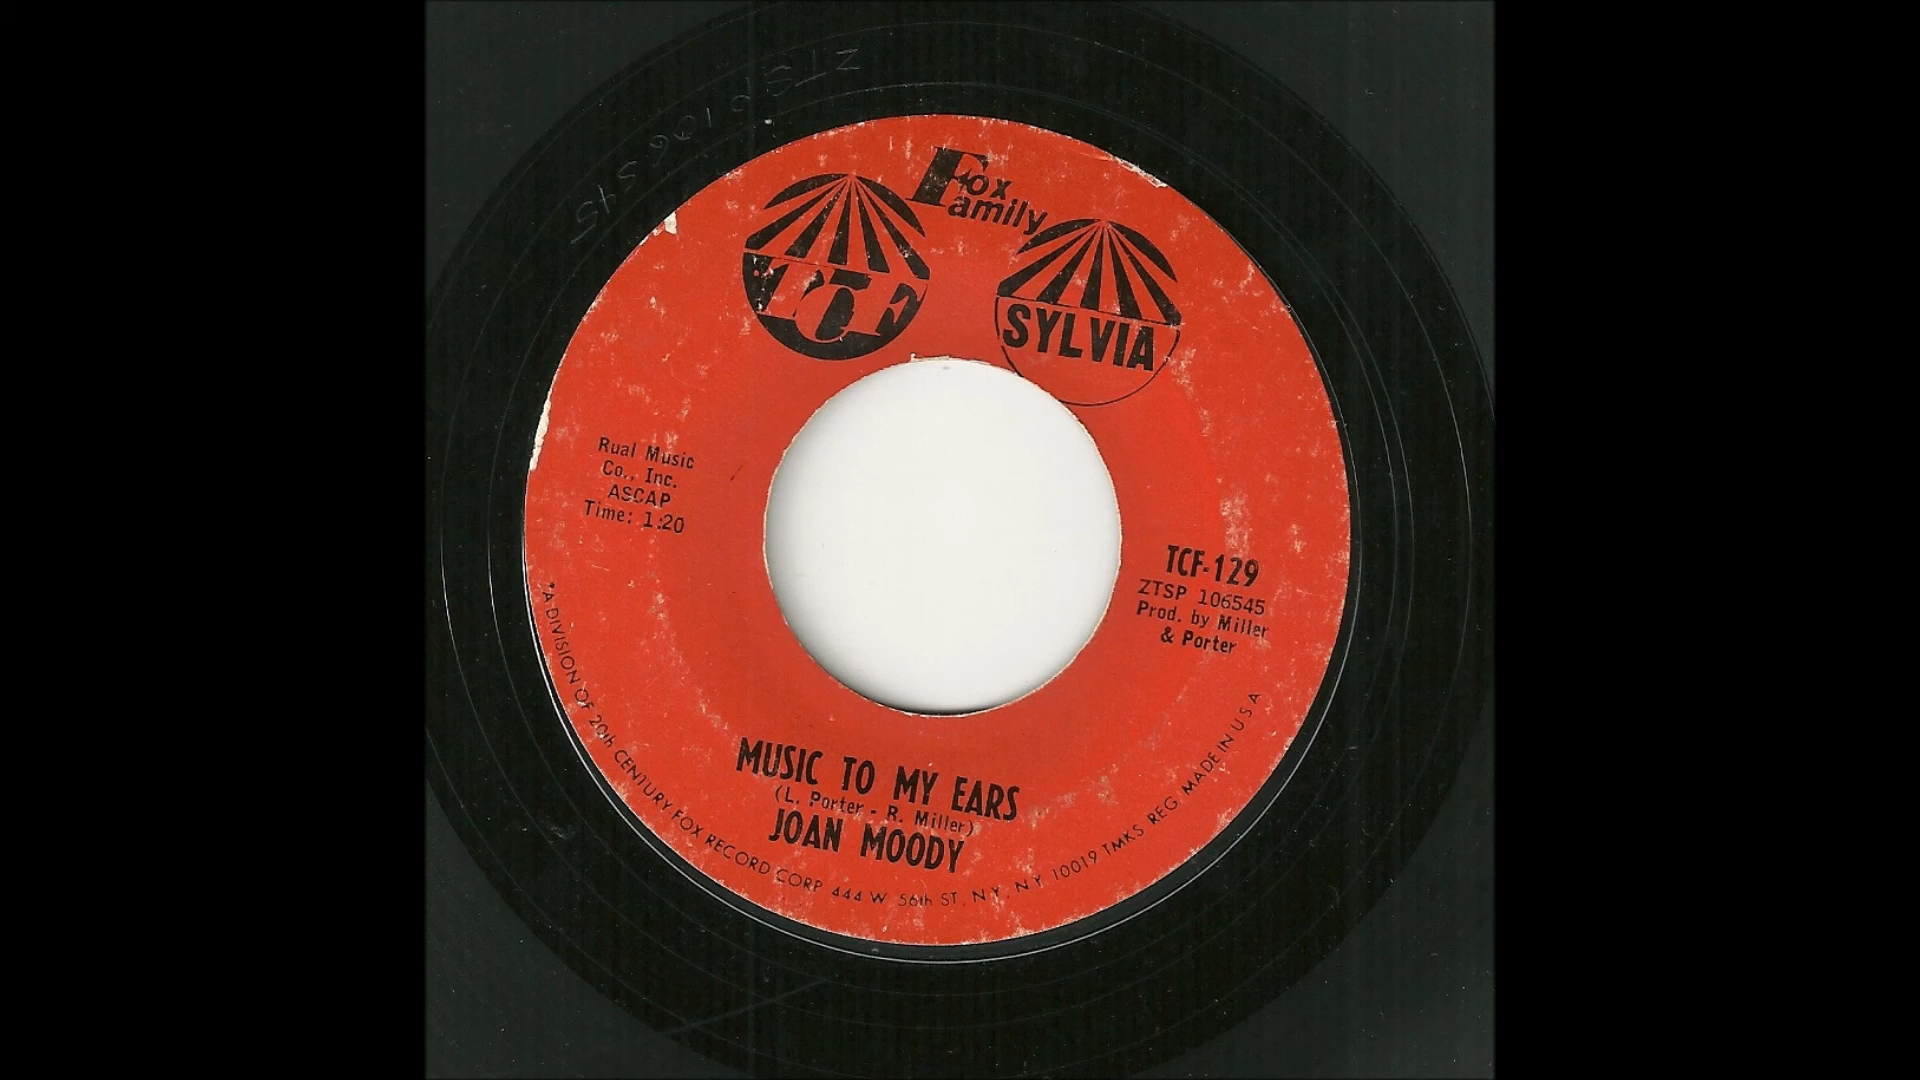 ZTSP 106545
Fox
Family
TCF
SYLVIA
Rual Music
Co., Inc.
ASCAP
Time: 1:20
TCF-129
ZTSP 106545
Prod. by Miller
& Porter
MUSIC TO MY EARS
(L. Porter - R. Miller)
JOAN MOODY
*A DIVISION OF 20th CENTURY FOX RECORD CORP 444 W 56th ST, N.Y., N.Y. 10019 TMKS REG. MADE IN U S A